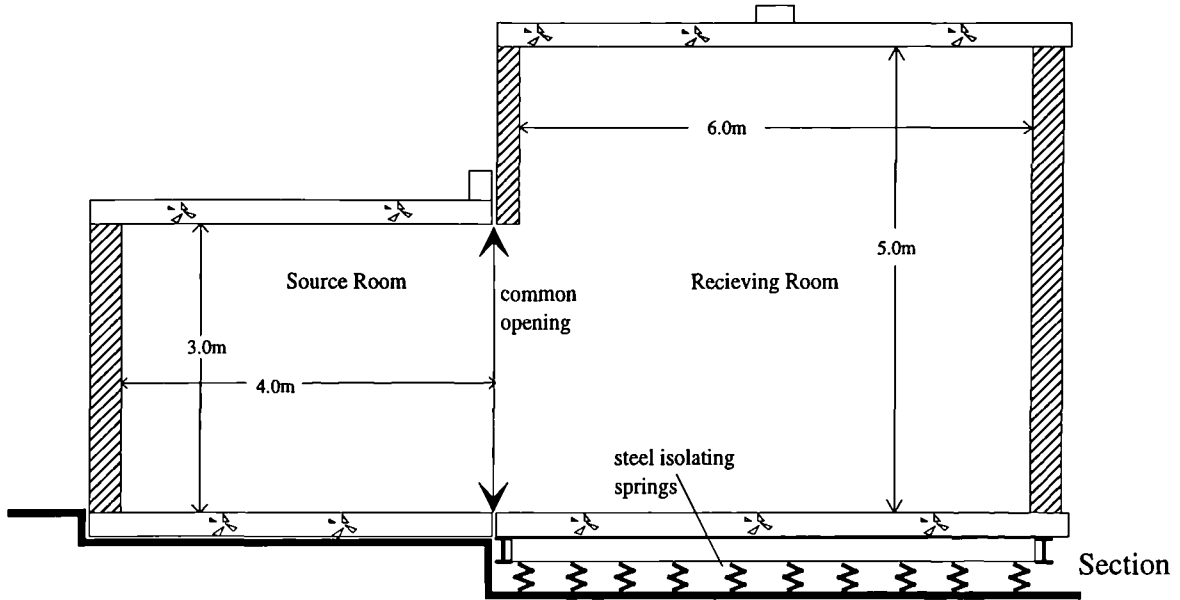 6.0m
Source Room
common
opening
3.0m
4.0m
5.0m
Recieving Room
steel isolating
springs
Section